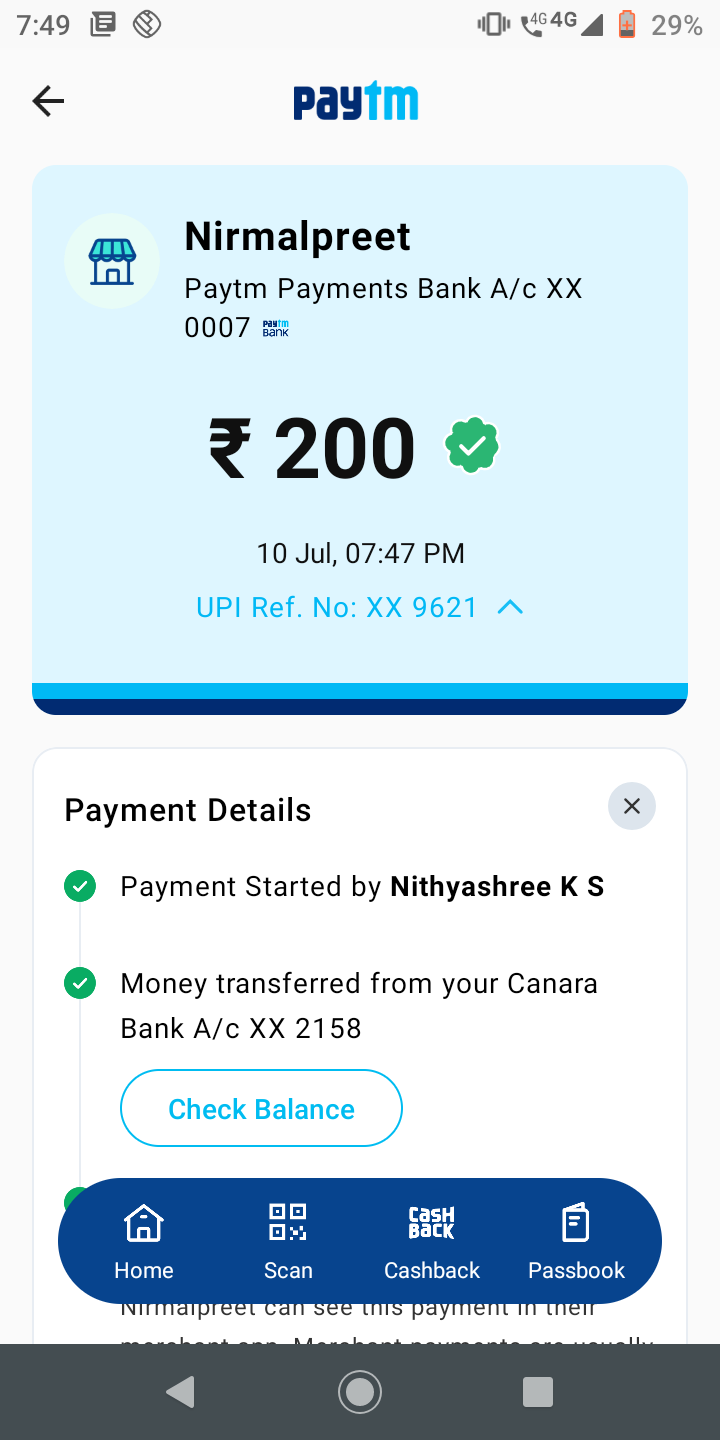 7:49
4G 4G
29%
paytm
Nirmalpreet
Paytm Payments Bank A/c XX
0007 paytm BANK
₹ 200
10 Jul, 07:47 PM
UPI Ref. No: XX 9621
Payment Details
Payment Started by Nithyashree K S
Money transferred from your Canara
Bank A/c XX 2158
Check Balance
CASH BACK
Home Scan Cashback Passbook
Nirmalpreet can see this payment in their
merchant app. Merchant payments are usually